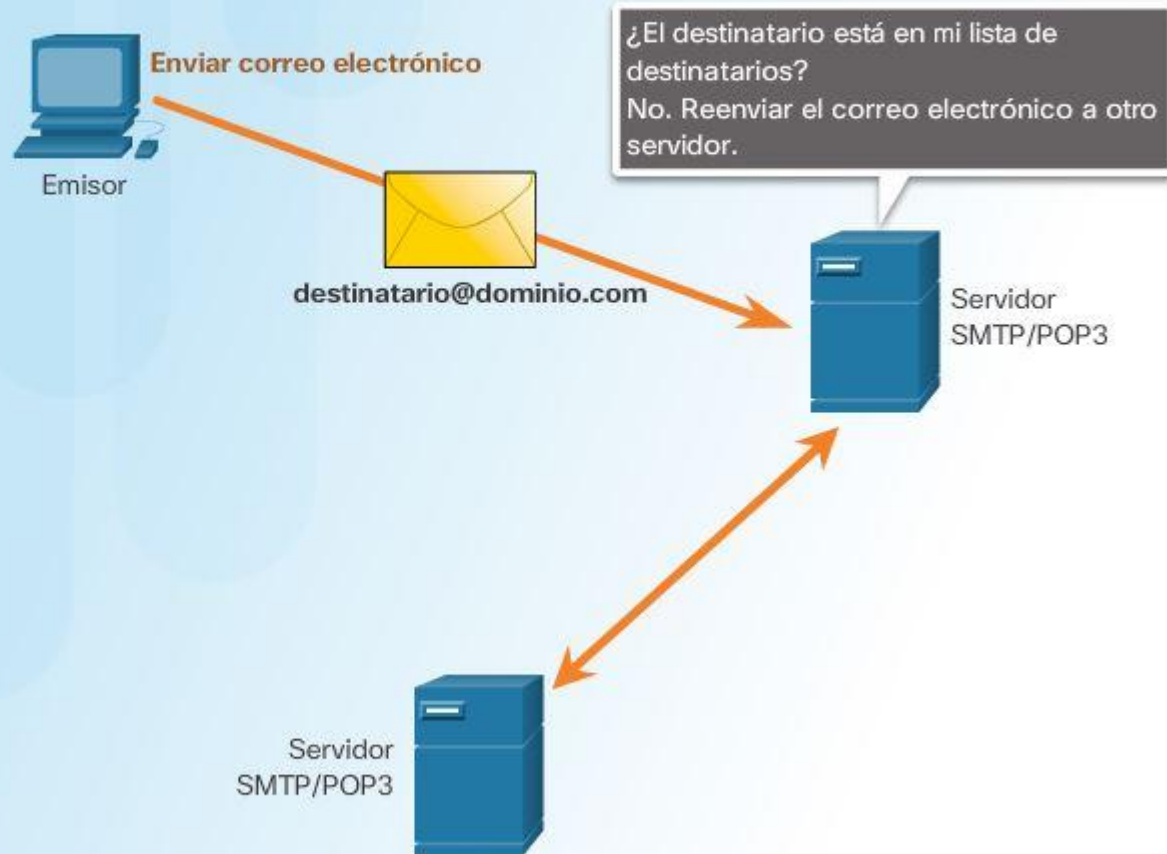 Enviar correo electrónico
¿El destinatario está en mi lista de
destinatarios?
No. Reenviar el correo electrónico a otro
servidor.
Emisor
destinatario@dominio.com
Servidor
SMTP/POP3
Servidor
SMTP/POP3